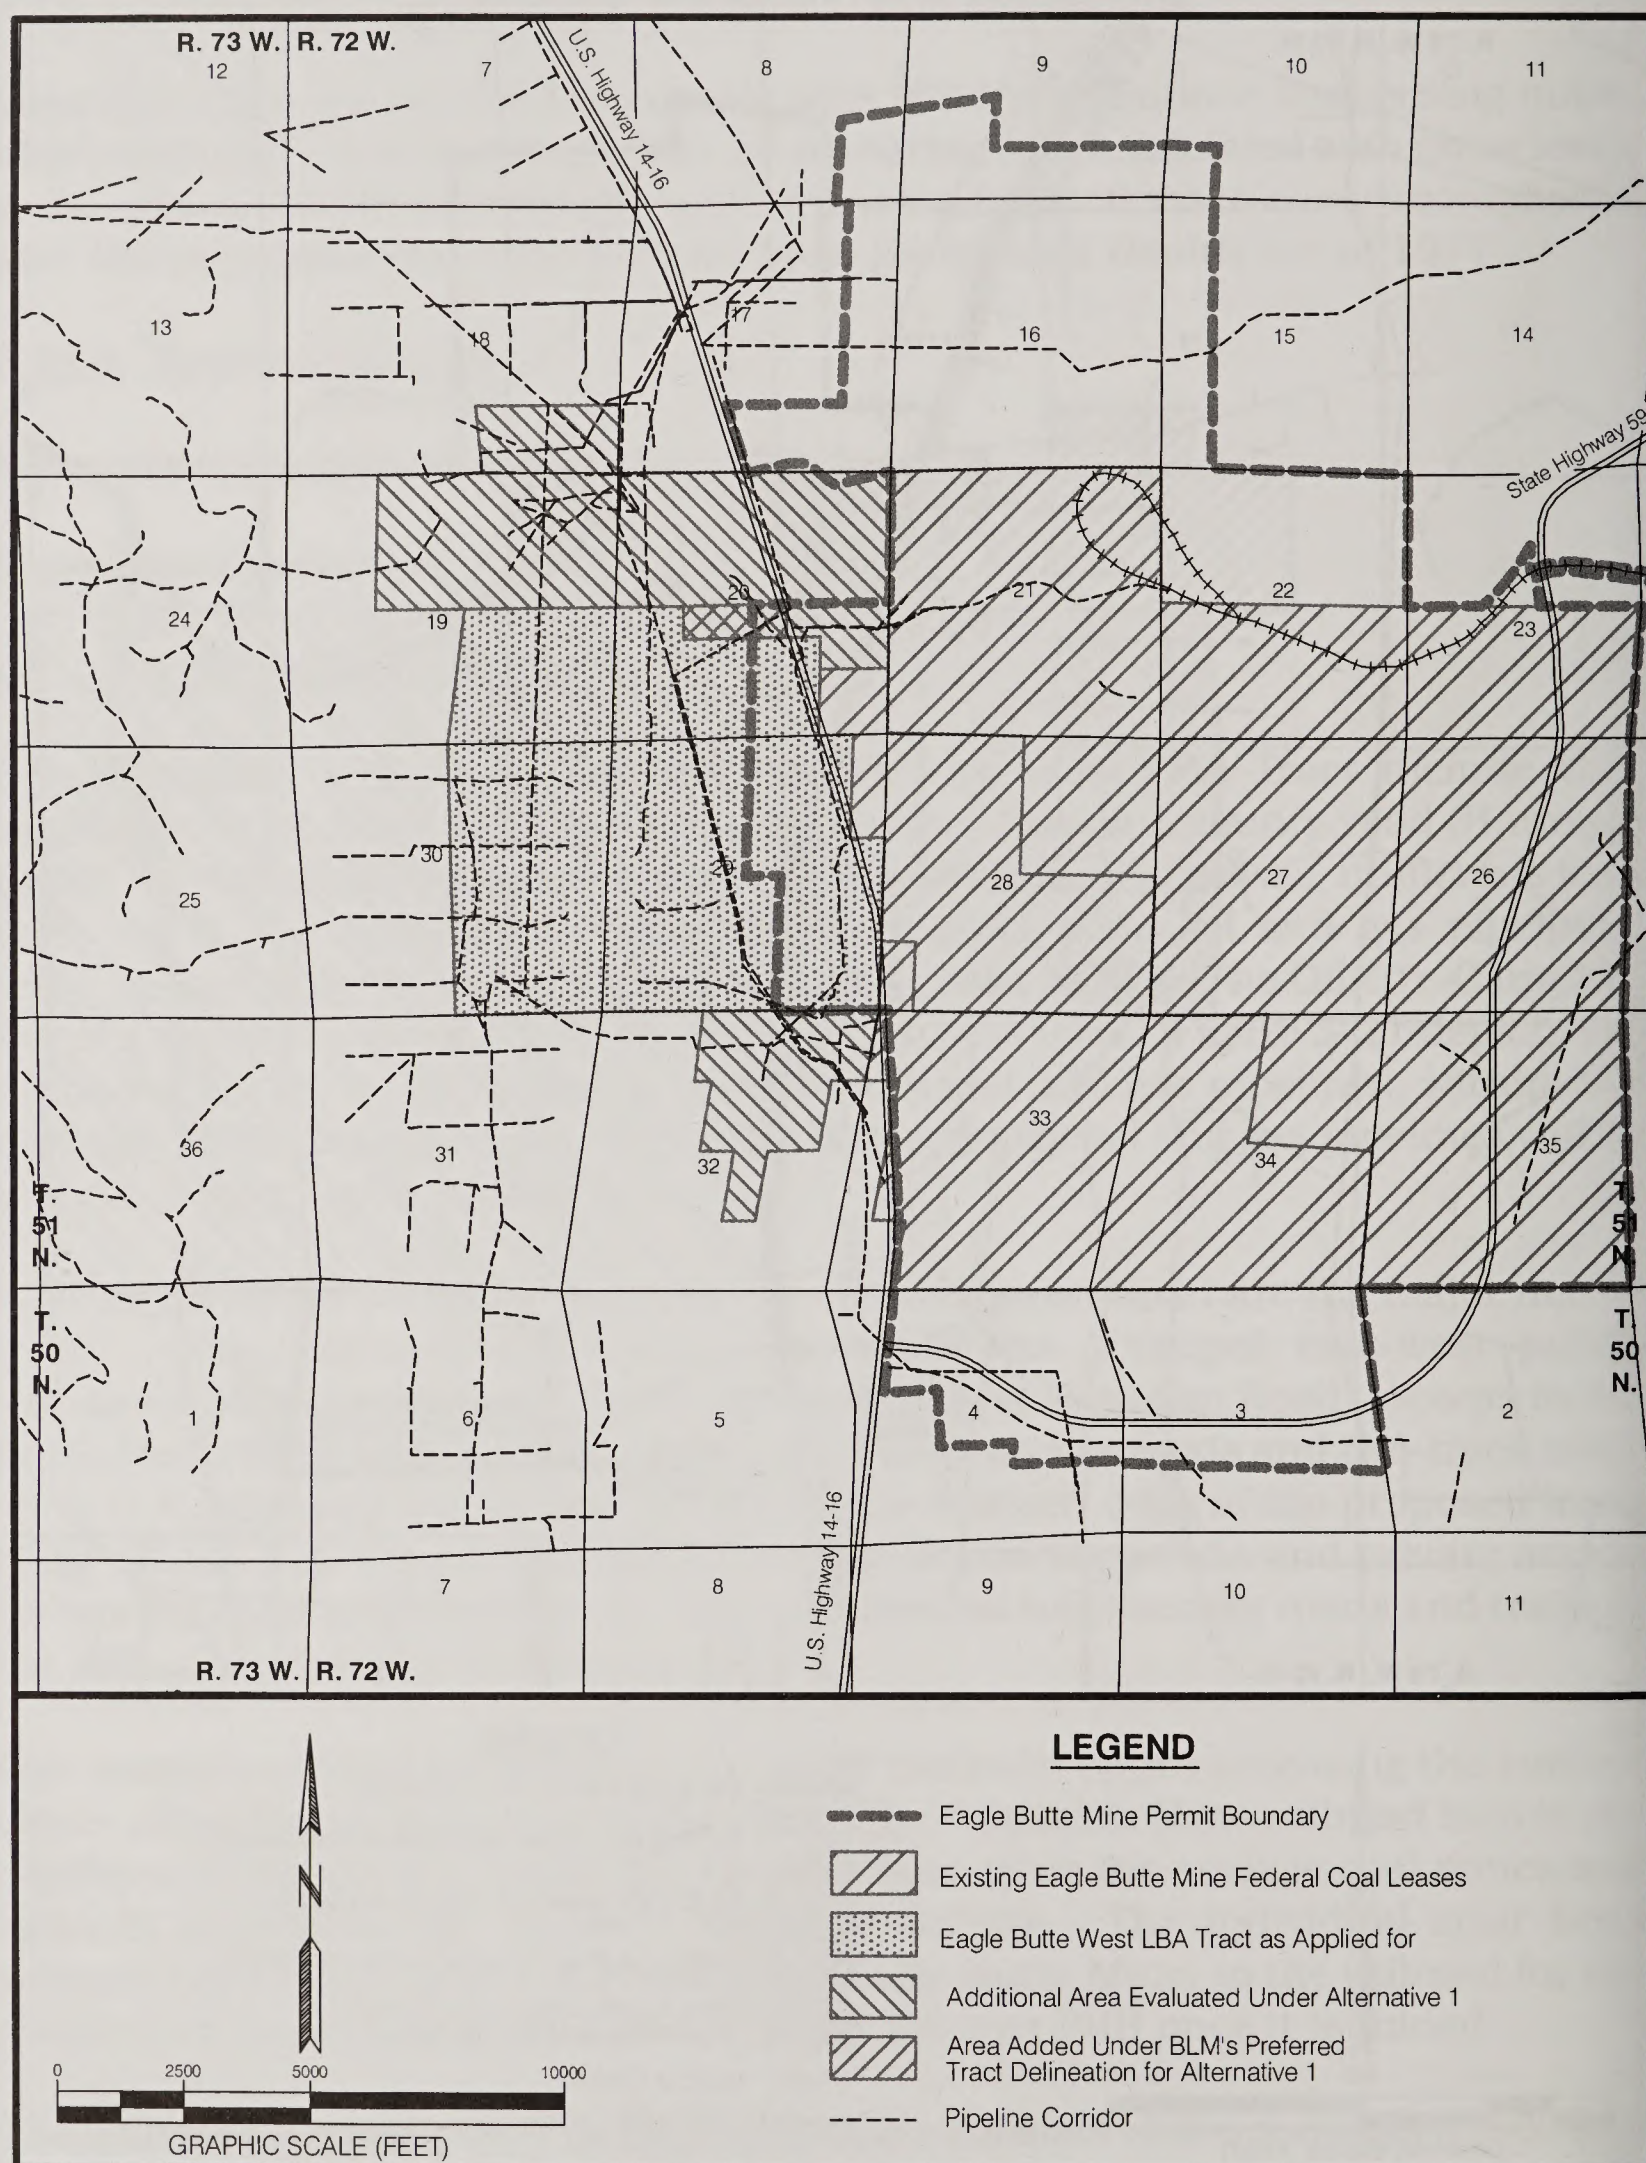 R. 73 W. R. 72 W.
12
7
8
9
10
11
U.S. Highway 14-16
13
18
17
16
15
14
State Highway 59
24
19
20
21
22
23
25
30
29
28
27
26
36
31
32
33
34
35
T.
51
N.
T.
51
N.
T.
50
N.
T.
50
N.
1
6
5
4
3
2
U.S. Highway 14-16
7
8
9
10
11
R. 73 W. R. 72 W.
N
0 2500 5000 10000
GRAPHIC SCALE (FEET)
LEGEND
Eagle Butte Mine Permit Boundary
Existing Eagle Butte Mine Federal Coal Leases
Eagle Butte West LBA Tract as Applied for
Additional Area Evaluated Under Alternative 1
Area Added Under BLM's Preferred
Tract Delineation for Alternative 1
Pipeline Corridor